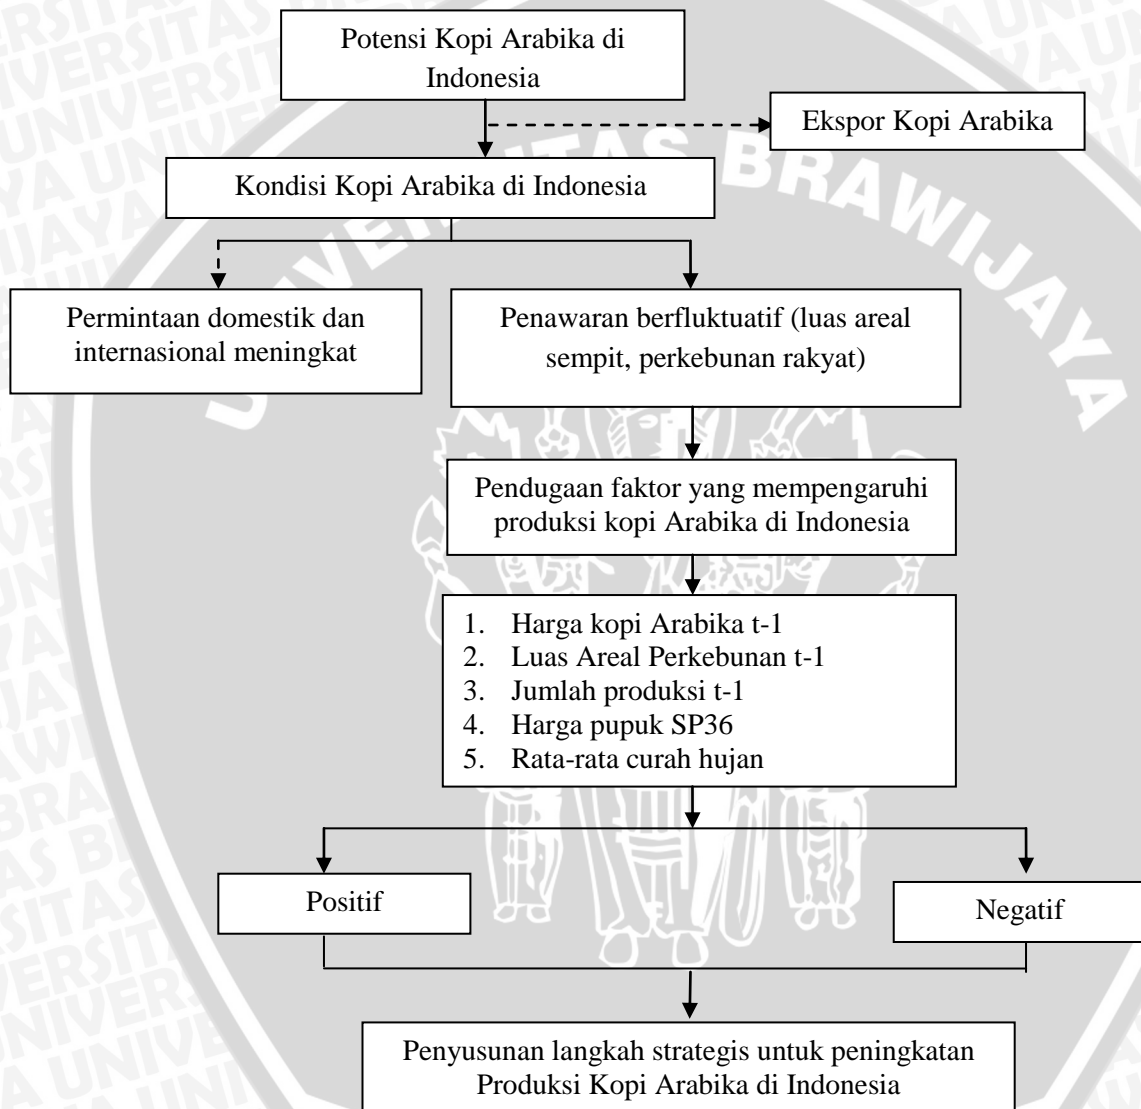 Potensi Kopi Arabika di
Indonesia
Ekspor Kopi Arabika
Kondisi Kopi Arabika di Indonesia
Permintaan domestik dan
internasional meningkat
Penawaran berfluktuatif (luas areal
sempit, perkebunan rakyat)
Pendugaan faktor yang mempengaruhi
produksi kopi Arabika di Indonesia
1. Harga kopi Arabika t-1
2. Luas Areal Perkebunan t-1
3. Jumlah produksi t-1
4. Harga pupuk SP36
5. Rata-rata curah hujan
Positif
Negatif
Penyusunan langkah strategis untuk peningkatan
Produksi Kopi Arabika di Indonesia
UNIVERSITAS BRAWIJAYA